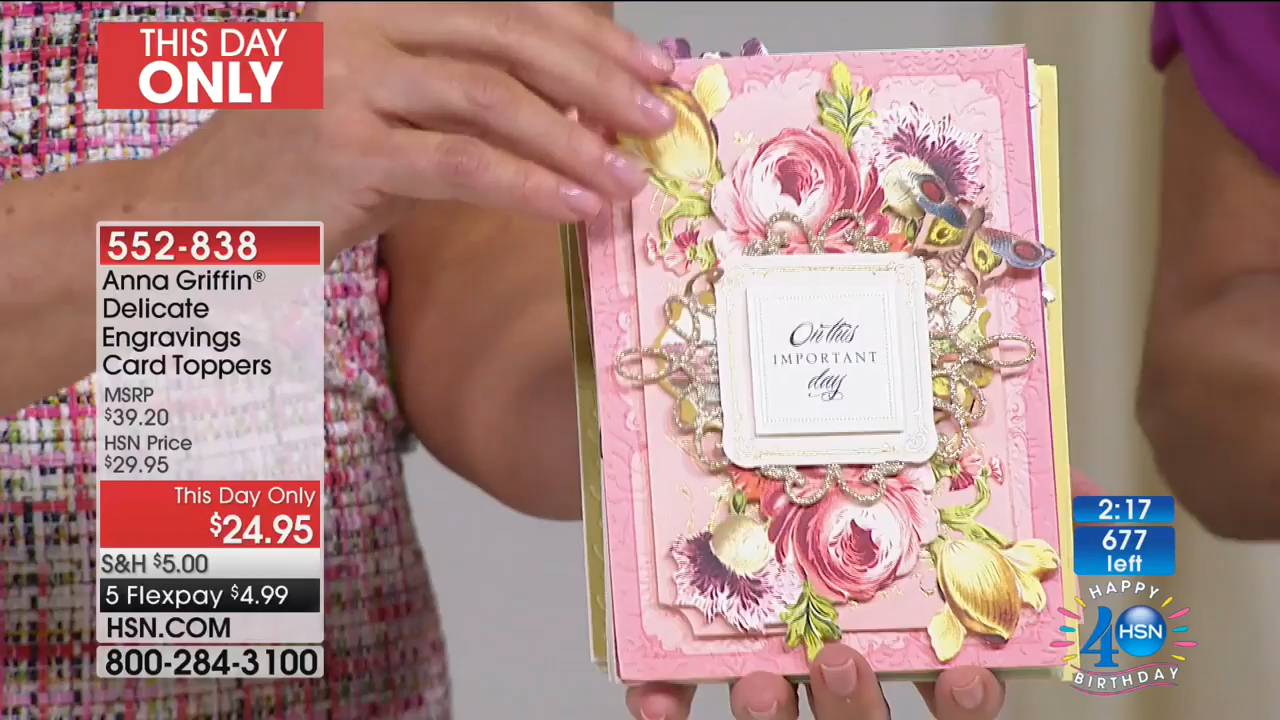 THIS DAY
ONLY
552-838
Anna Griffin®
Delicate
Engravings
Card Toppers
MSRP
$39.20
HSN Price
$29.95
This Day Only
$24.95
S&H $5.00
5 Flexpay $4.99
HSN.COM
800-284-3100
On this
IMPORTANT
day
2:17
677
left
HAPPY
40
HSN
BIRTHDAY